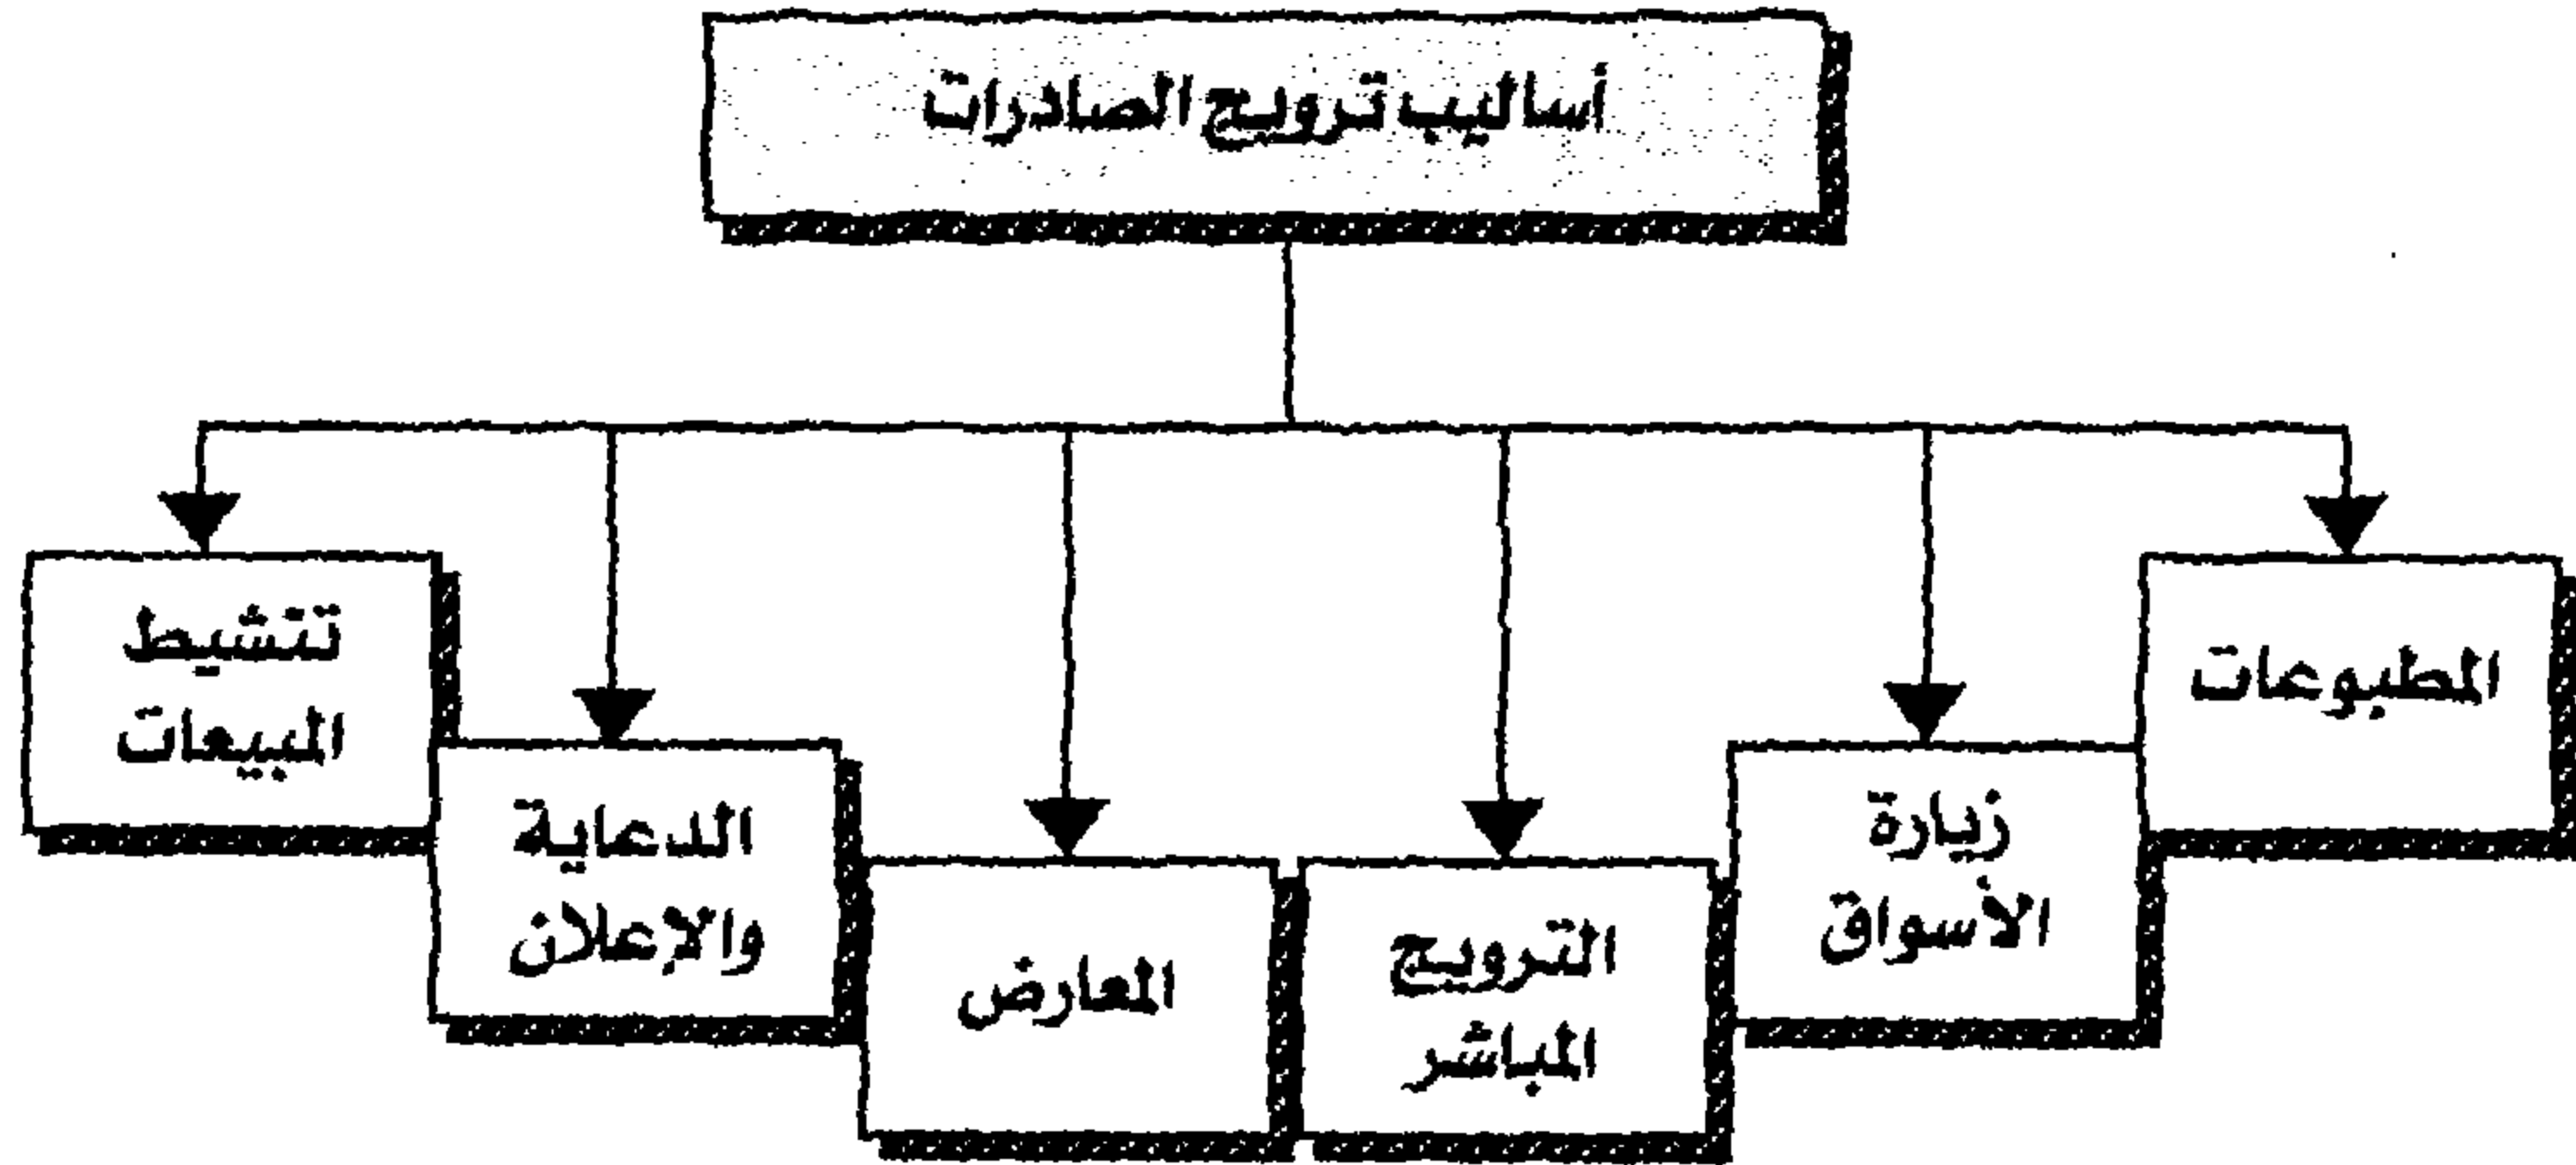 أساليب ترويج الصادرات
المطبوعات
زيارة
الأسواق
الترويج
المباشر
المعارض
الدعاية
والإعلان
تنشيط
المبيعات